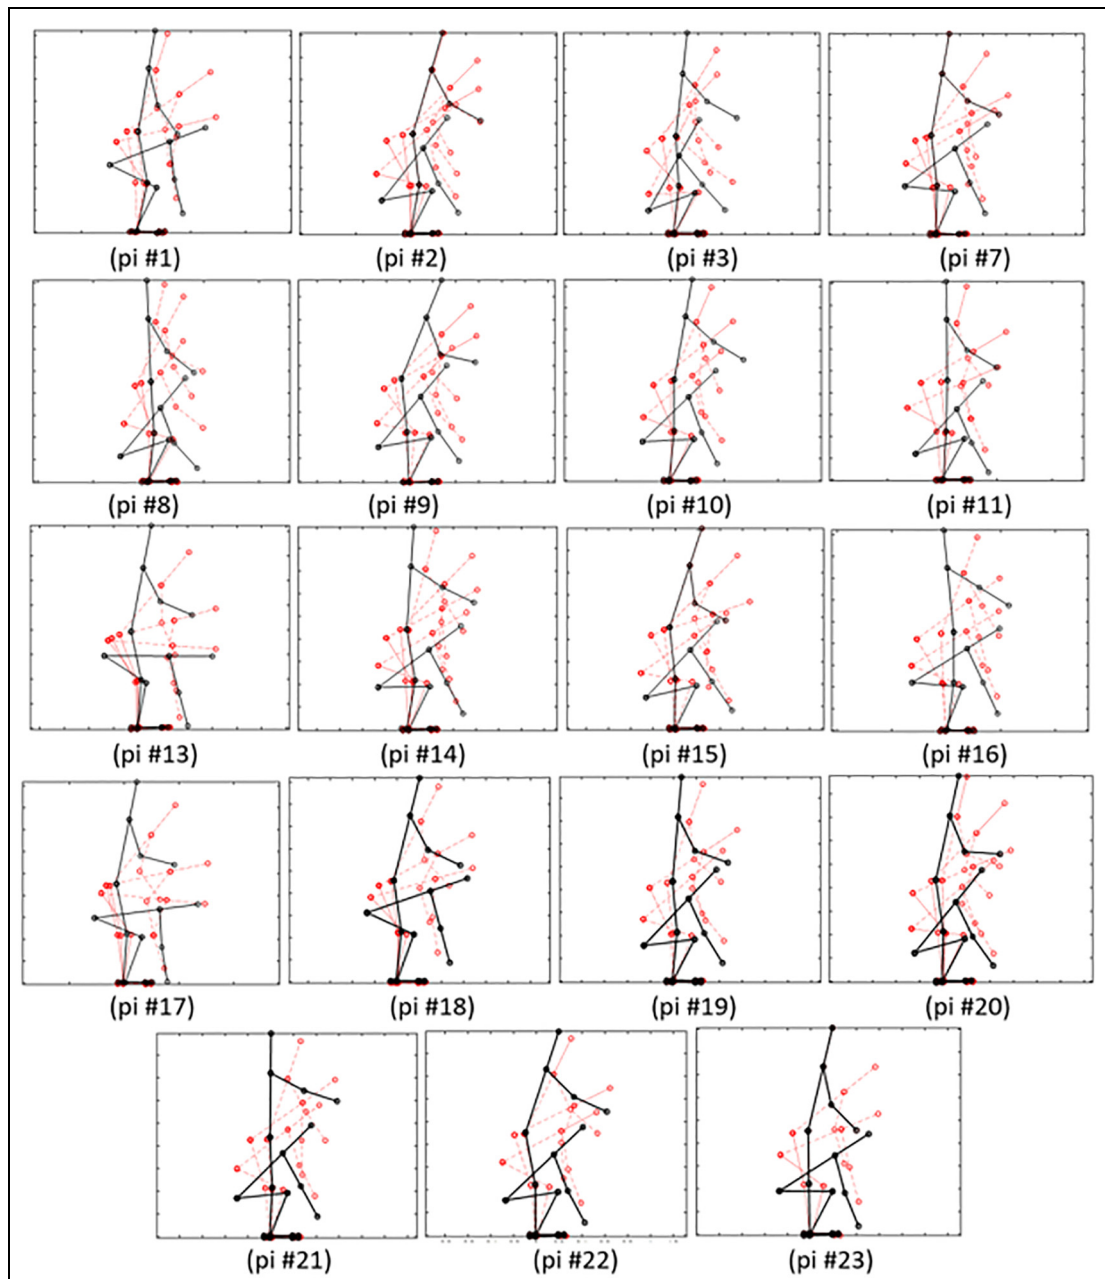 (pi #1) (pi #2) (pi #3) (pi #7)
(pi #8) (pi #9) (pi #10) (pi #11)
(pi #13) (pi #14) (pi #15) (pi #16)
(pi #17) (pi #18) (pi #19) (pi #20)
(pi #21) (pi #22) (pi #23)